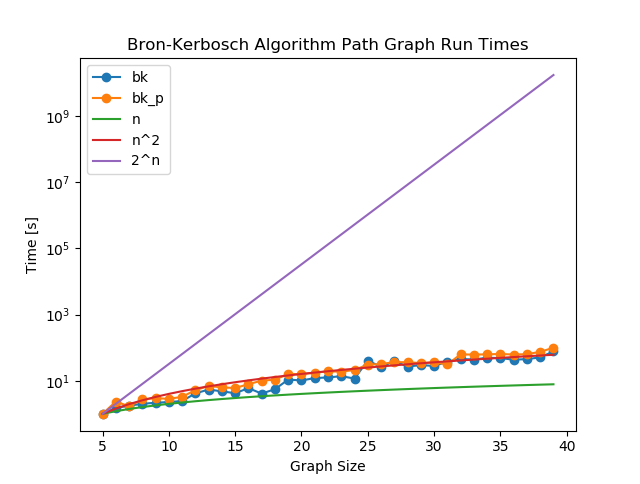 Bron-Kerbosch Algorithm Path Graph Run Times
bk
bk_p
n
n^2
2^n
Time [s]
10^9
10^7
10^5
10^3
10^1
5 10 15 20 25 30 35 40
Graph Size